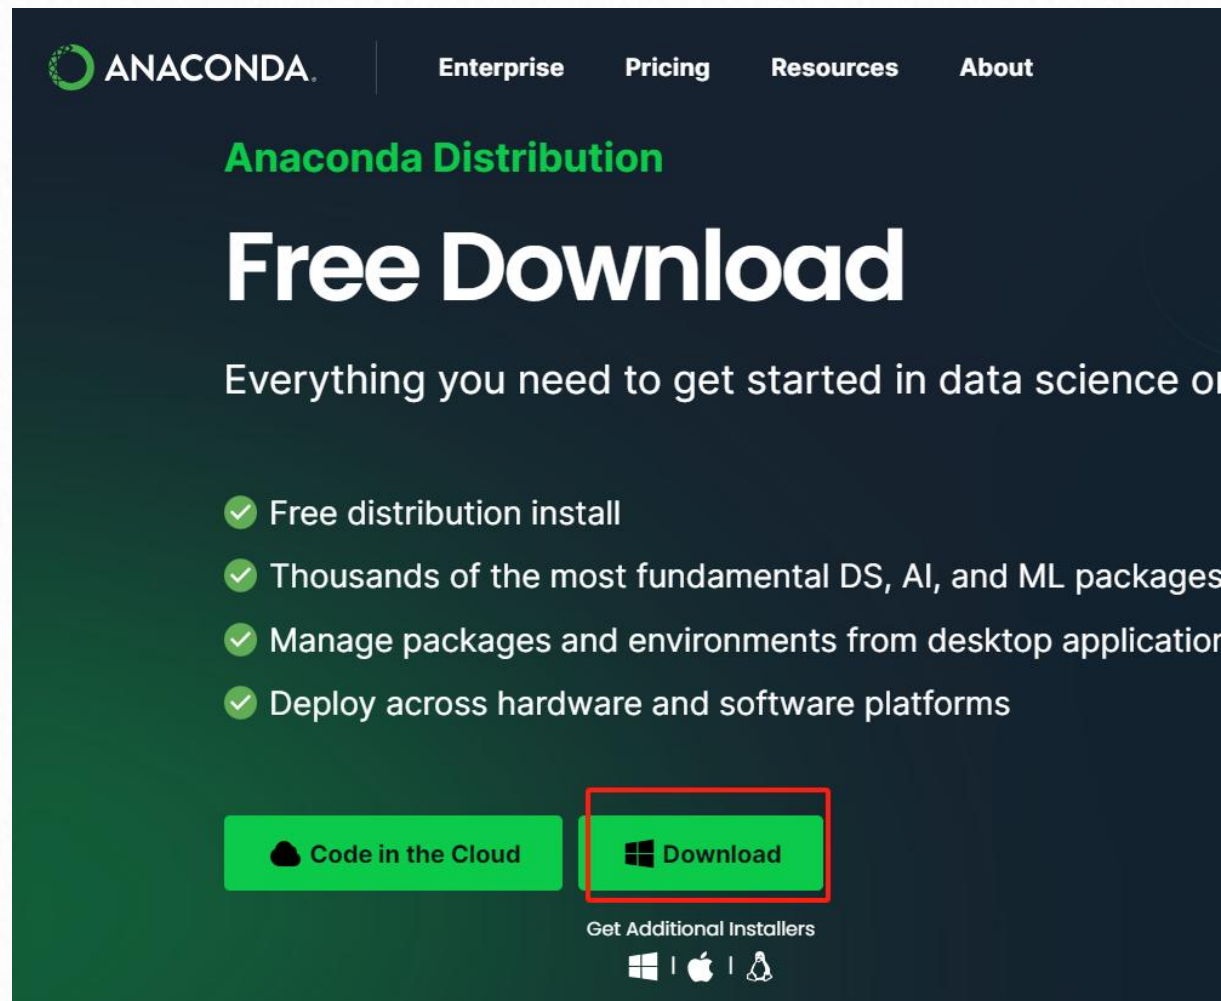 ANACONDA.
Enterprise Pricing Resources About
Anaconda Distribution
Free Download
Everything you need to get started in data science or
Free distribution install
Thousands of the most fundamental DS, AI, and ML packages
Manage packages and environments from desktop application
Deploy across hardware and software platforms
Code in the Cloud Download
Get Additional Installers